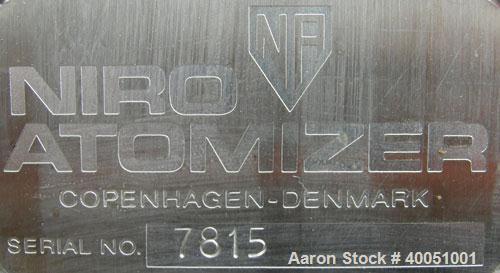 NA
NIRO
ATOMIZER
COPENHAGEN-DENMARK
SERIAL NO. 7815
Aaron Stock # 40051001